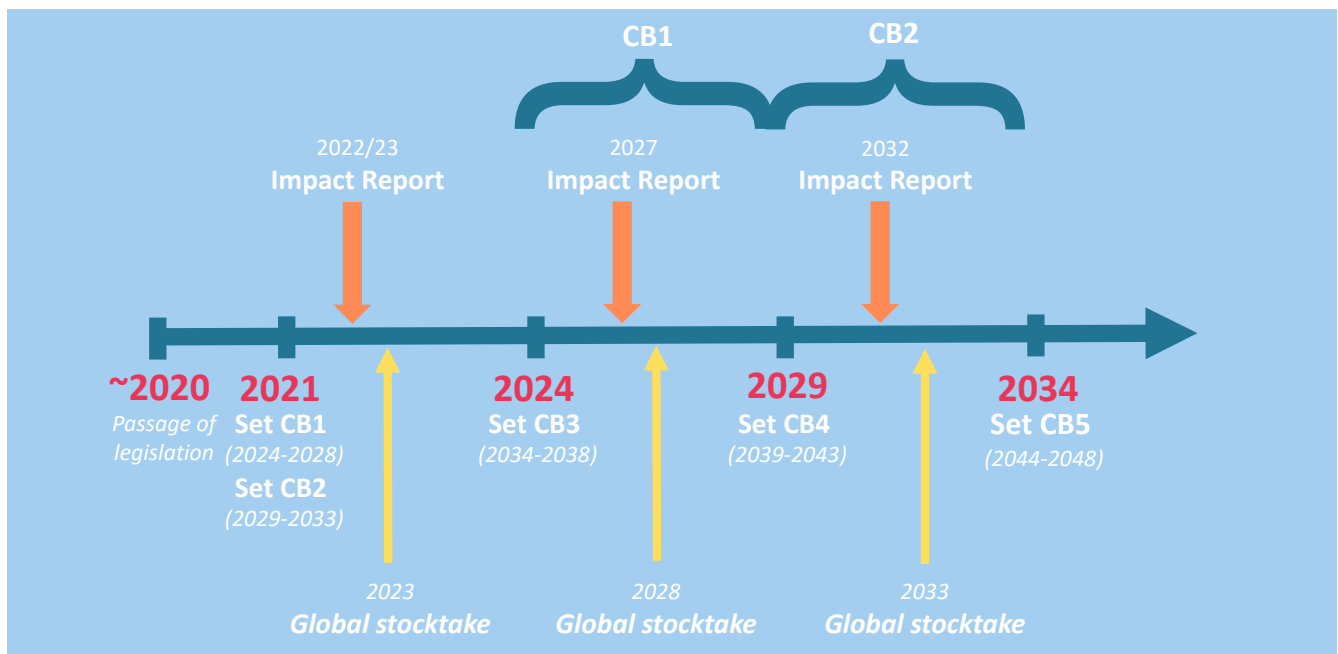 CB1
CB2
2022/23
Impact Report
2027
Impact Report
2032
Impact Report
~2020
Passage of
legislation
2021
Set CB1
(2024-2028)
Set CB2
(2029-2033)
2024
Set CB3
(2034-2038)
2029
Set CB4
(2039-2043)
2034
Set CB5
(2044-2048)
2023
Global stocktake
2028
Global stocktake
2033
Global stocktake